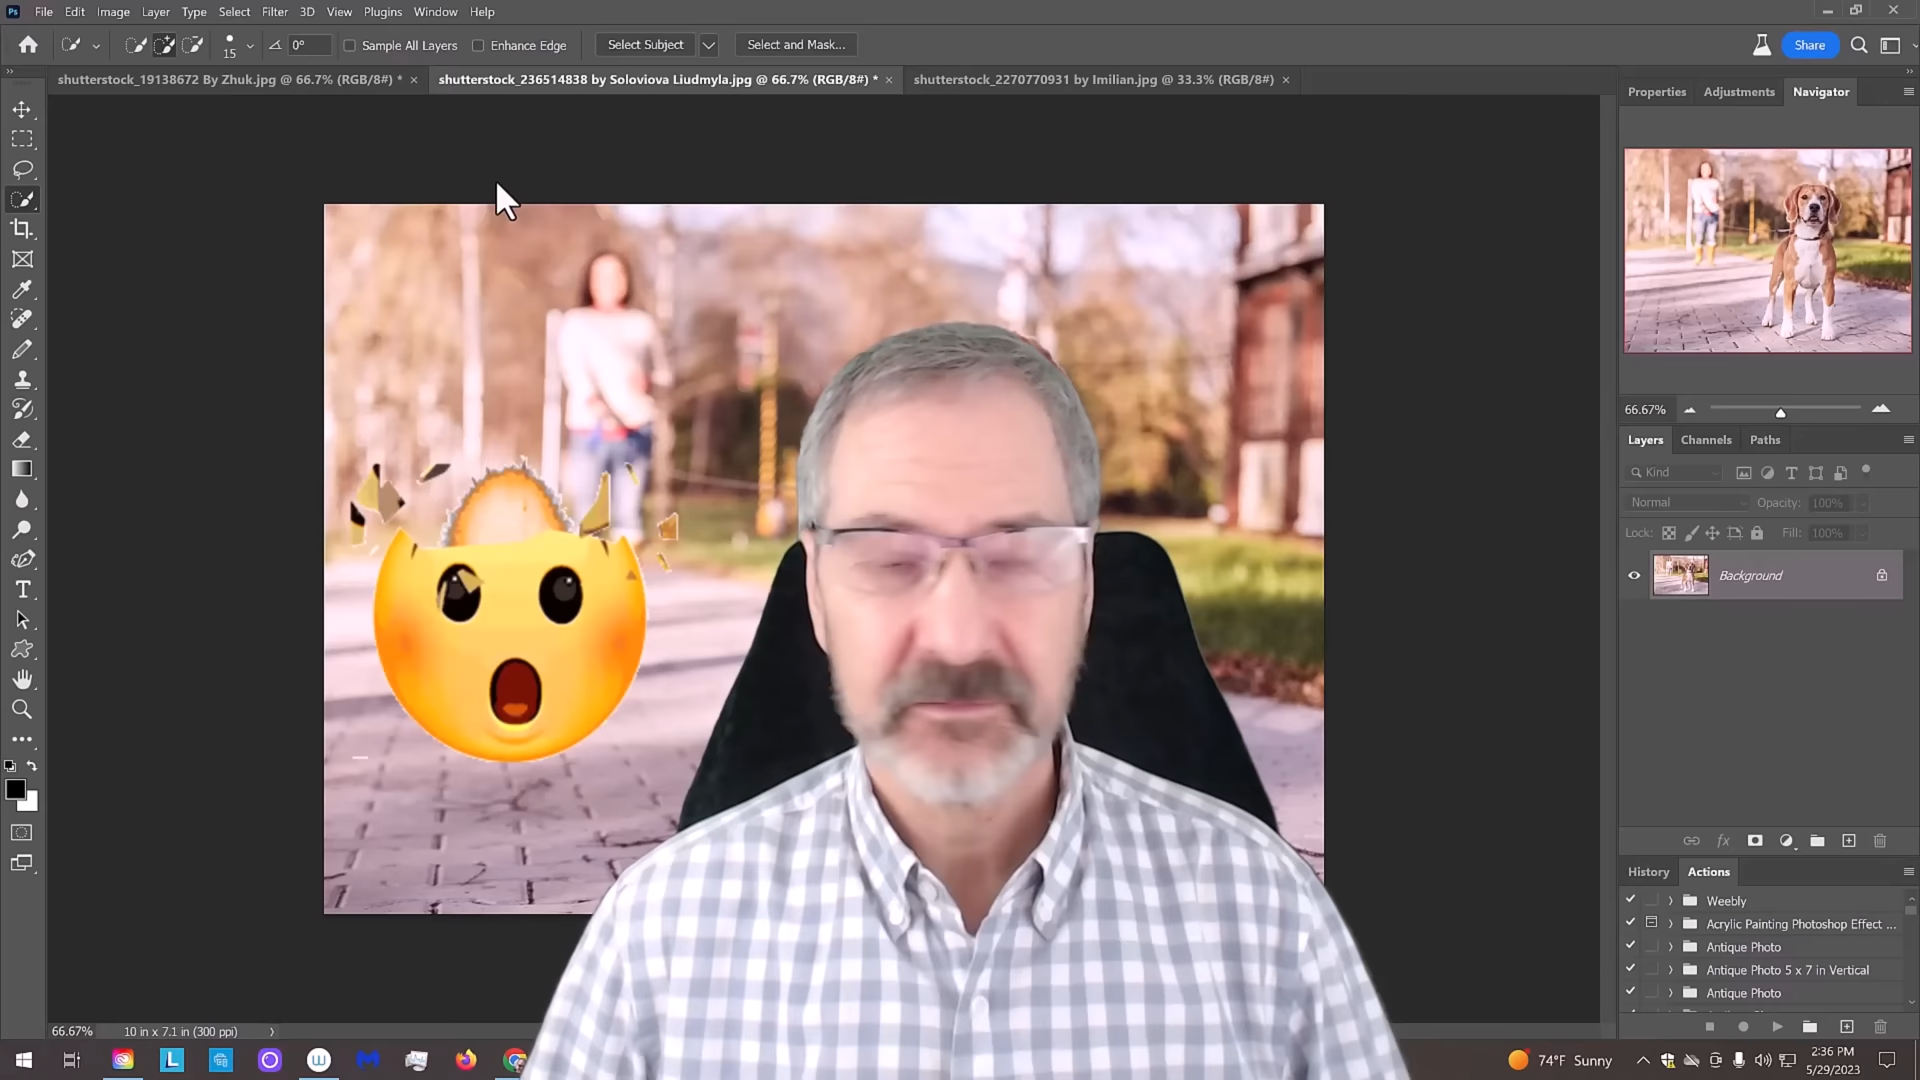 Ps File Edit Image Layer Type Select Filter 3D View Plugins Window Help
15 0° Sample All Layers Enhance Edge Select Subject Select and Mask... Share
shutterstock_19138672 By Zhuk.jpg @ 66.7% (RGB/8#) * × shutterstock_236514838 by Soloviova Liudmyla.jpg @ 66.7% (RGB/8#) * × shutterstock_2270770931 by Imilian.jpg @ 33.3% (RGB/8#) ×
Properties Adjustments Navigator
66.67%
Layers Channels Paths
Kind
Normal Opacity: 100%
Lock: Fill: 100%
Background
fx
History Actions
Weebly
Acrylic Painting Photoshop Effect ...
Antique Photo
Antique Photo 5 x 7 in Vertical
Antique Photo
66.67% 10 in x 7.1 in (300 ppi)
74°F Sunny
2:36 PM
5/29/2023